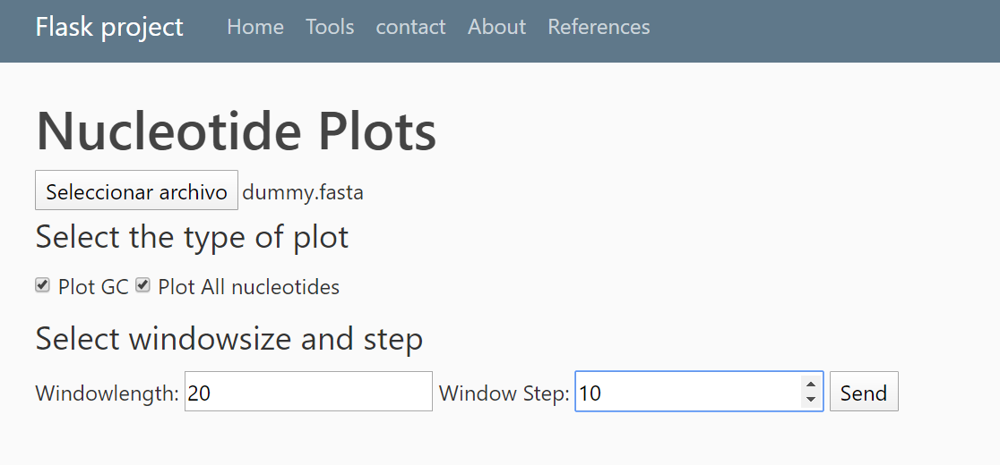 Flask project Home Tools contact About References
Nucleotide Plots
Seleccionar archivo dummy.fasta
Select the type of plot
Plot GC Plot All nucleotides
Select windowsize and step
Windowlength: 20 Window Step: 10 Send